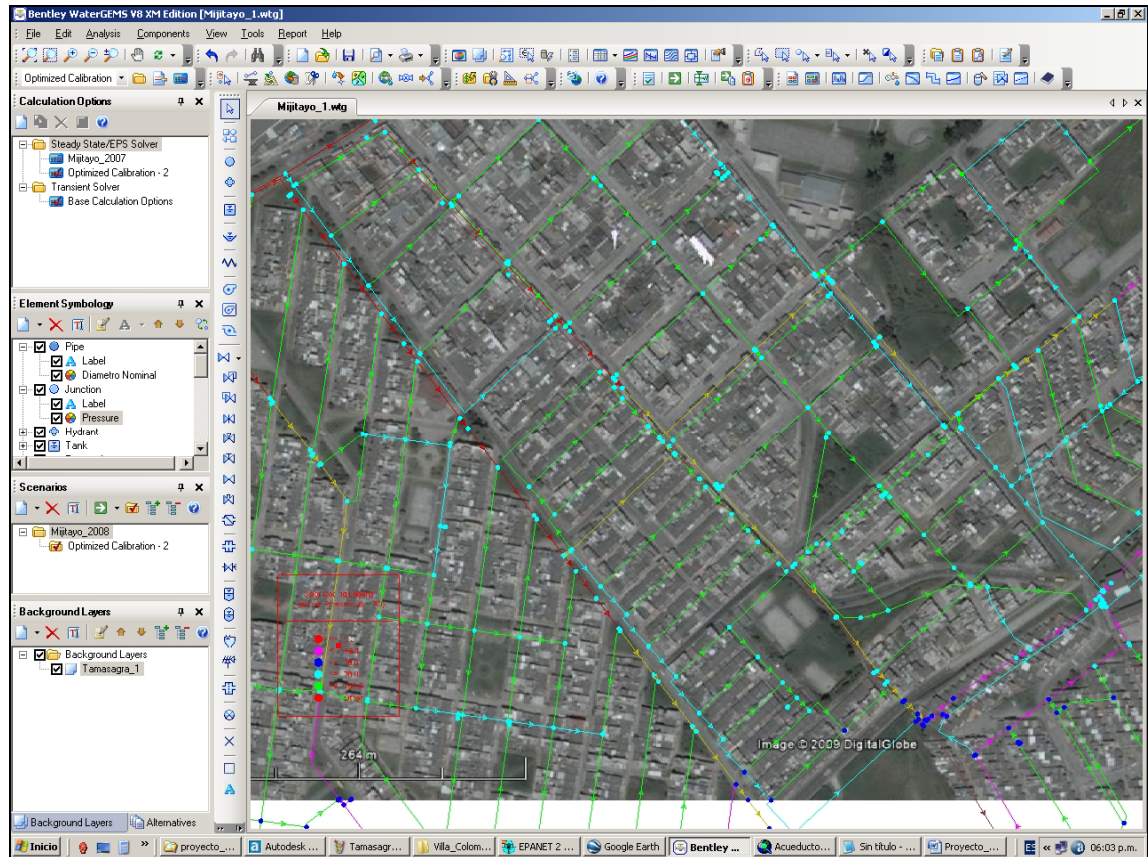 Bentley WaterGEMS V8 XM Edition [Mijitayo_1.wtg]
File Edit Analysis Components View Tools Report Help
Optimized Calibration
Calculation Options
Mijitayo_1.wtg
Steady State/EPS Solver
Mijitayo_2007
Optimized Calibration - 2
Transient Solver
Base Calculation Options
Element Symbology
Pipe
Label
Diametro Nominal
Junction
Label
Pressure
Hydrant
Tank
Scenarios
Mijitayo_2008
Optimized Calibration - 2
Background Layers
Background Layers
Tamasagra_1
Color Coding Legend
264 m
Image © 2009 DigitalGlobe
Background Layers Alternatives
Inicio proyecto_... Autodesk ... Tamasagr... Villa_Colom... EPANET 2 ... Google Earth Bentley ... Acueducto... Sin título - ... Proyecto_... ES 06:03 p.m.